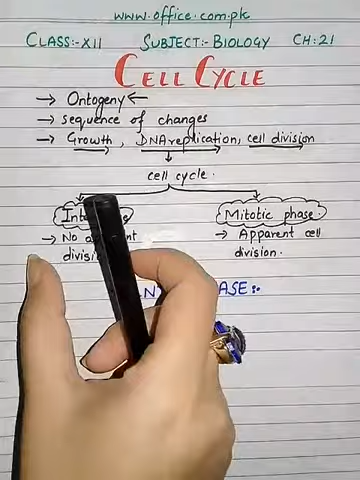 www.office.com.pk
CLASS:-XII SUBJECT:-BIOLOGY CH:21
CELL CYCLE
→ Ontogeny ←
→ sequence of changes
→ Growth, DNA replication, cell division
cell cycle.
Mitotic phase.
→ No → Apparent cell
division.